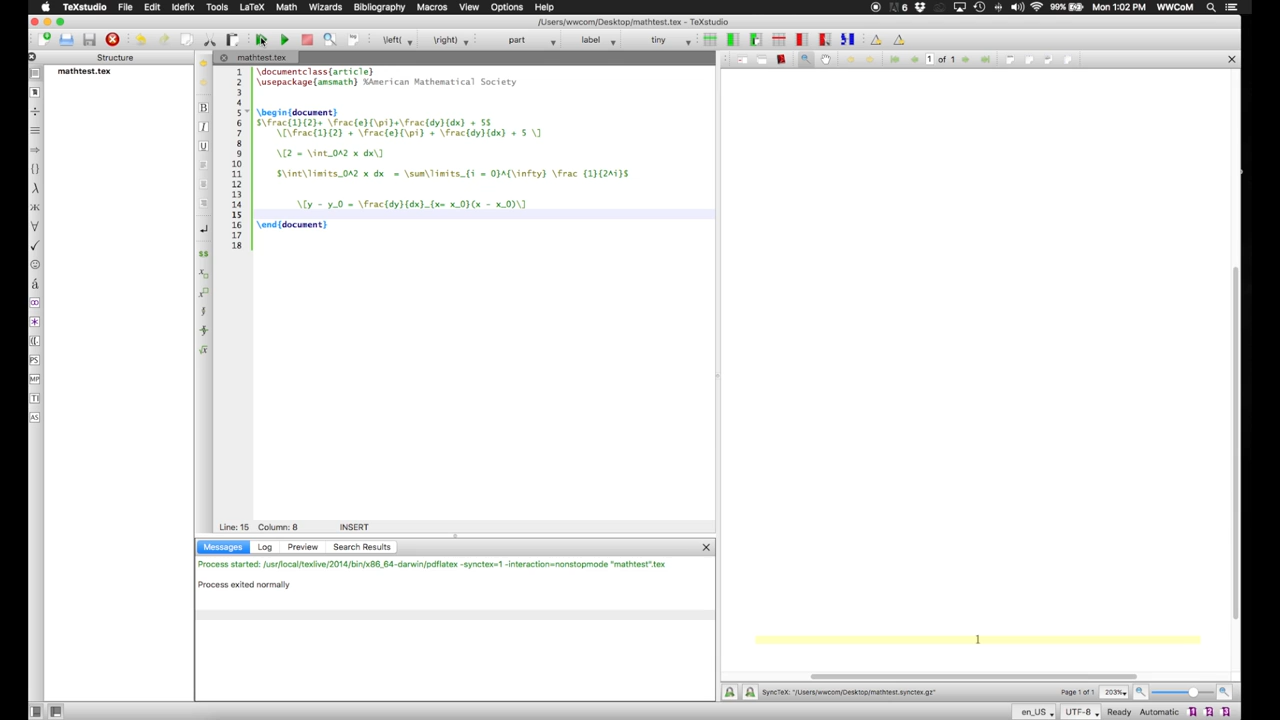 TeXstudio File Edit Idefix Tools LaTeX Math Wizards Bibliography Macros View Options Help 6 99% Mon 1:02 PM WWCom
/Users/wwcom/Desktop/mathtest.tex - TeXstudio
\left( \right) part label tiny
Structure mathtest.tex 1 of 1
mathtest.tex
1 \documentclass{article}
2 \usepackage{amsmath} %American Mathematical Society
3
4
5 \begin{document}
6 $\frac{1}{2}+ \frac{e}{\pi}+\frac{dy}{dx} + 5$
7 \[\frac{1}{2} + \frac{e}{\pi} + \frac{dy}{dx} + 5 \]
8
9 \[2 = \int_0^2 x dx\]
10
11 $\int\limits_0^2 x dx  = \sum\limits_{i = 0}^{\infty} \frac {1}{2^i}$
12
13
14 \[y - y_0 = \frac{dy}{dx}_{x= x_0}(x - x_0)\]
15
16 \end{document}
17
18
B
I
U
$$
PS
MP
TI
AS
Line: 15 Column: 8 INSERT
Messages Log Preview Search Results
Process started: /usr/local/texlive/2014/bin/x86_64-darwin/pdflatex -synctex=1 -interaction=nonstopmode "mathtest".tex
Process exited normally
1
SyncTeX: "/Users/wwcom/Desktop/mathtest.synctex.gz" Page 1 of 1 203%
en_US UTF-8 Ready Automatic